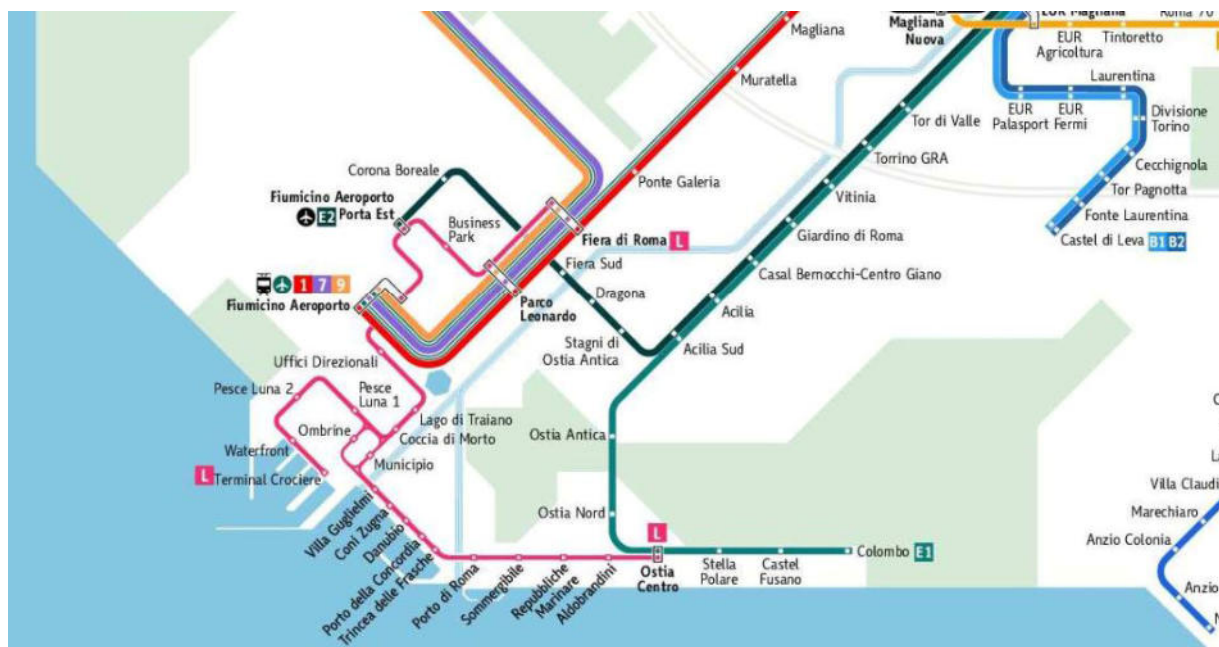 Magliana
Nuova
EUR Magliana
Roma 70
EUR
Agricoltura
Tintoretto
Magliana
Muratella
Laurentina
EUR
Palasport
EUR
Fermi
Divisione
Torino
Tor di Valle
Torrino GRA
Cecchignola
Tor Pagnotta
Fonte Laurentina
Castel di Leva B1 B2
Corona Boreale
Ponte Galeria
Vitinia
Fiumicino Aeroporto
E2 Porta Est
Business
Park
Fiera di Roma L
Giardino di Roma
Fiera Sud
Casal Bernocchi-Centro Giano
1 7 9
Fiumicino Aeroporto
Parco
Leonardo
Dragona
Acilia
Stagni di
Ostia Antica
Acilia Sud
Uffici Direzionali
Pesce Luna 2
Pesce
Luna 1
Lago di Traiano
Ombrine
Coccia di Morto
Ostia Antica
Waterfront
Municipio
L Terminal Crociere
Villa Guglielmi
Coni Zugna
Danubio
Porto della Concordia
Trincea delle Frasche
Porto di Roma
Sommergibile
Repubbliche
Marinare
Aldobrandini
Ostia Nord
L
Ostia
Centro
Stella
Polare
Castel
Fusano
Colombo E1
Villa Claudi
Marechiaro
Anzio Colonia
Anzio